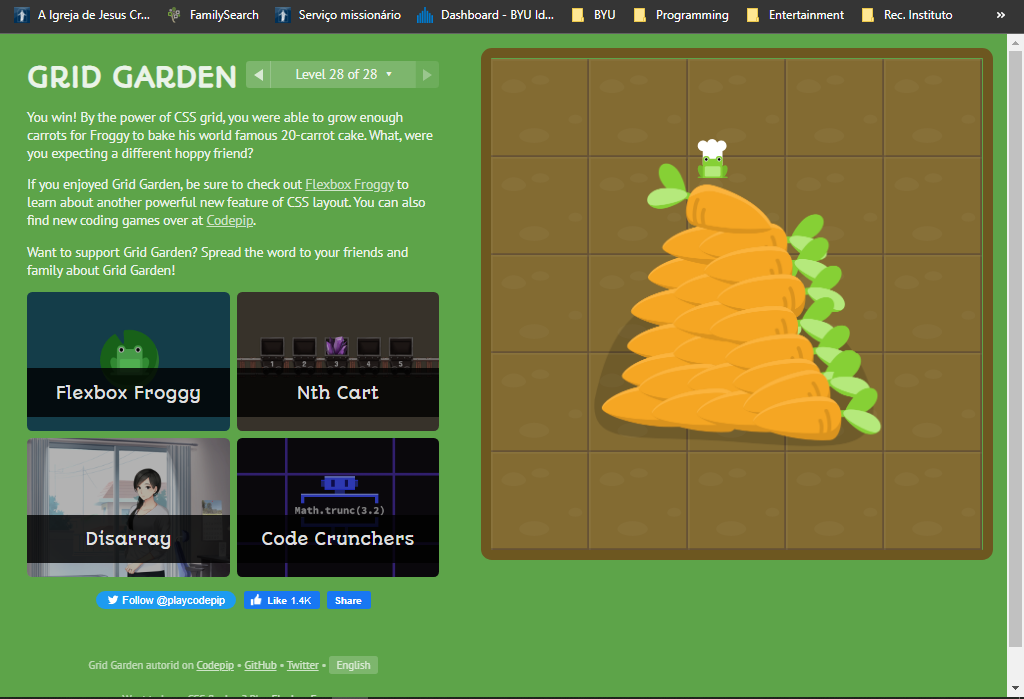 A Igreja de Jesus Cr...
FamilySearch
Serviço missionário
Dashboard - BYU Id...
BYU
Programming
Entertainment
Rec. Instituto
»
GRID GARDEN
Level 28 of 28
You win! By the power of CSS grid, you were able to grow enough
carrots for Froggy to bake his world famous 20-carrot cake. What, were
you expecting a different hoppy friend?
If you enjoyed Grid Garden, be sure to check out Flexbox Froggy to
learn about another powerful new feature of CSS layout. You can also
find new coding games over at Codepip.
Want to support Grid Garden? Spread the word to your friends and
family about Grid Garden!
Flexbox Froggy
1 2 3 4 5
Nth Cart
Disarray
Math.trunc(3.2)
Code Crunchers
Follow @playcodepip
Like 1.4K
Share
Grid Garden autorid on Codepip • GitHub • Twitter • English